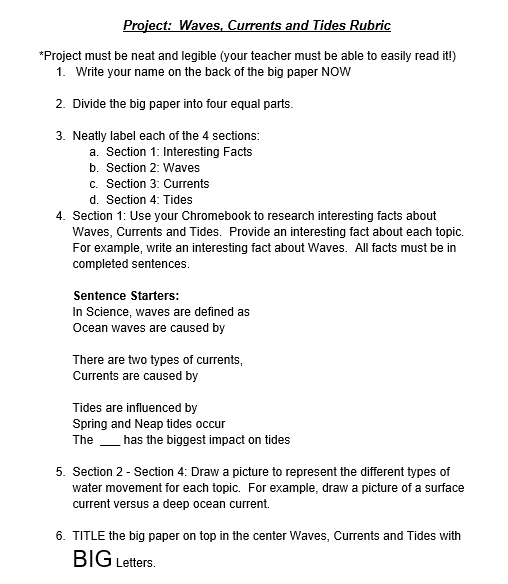 Project: Waves, Currents and Tides Rubric
*Project must be neat and legible (your teacher must be able to easily read it!)
1. Write your name on the back of the big paper NOW
2. Divide the big paper into four equal parts.
3. Neatly label each of the 4 sections:
a. Section 1: Interesting Facts
b. Section 2: Waves
c. Section 3: Currents
d. Section 4: Tides
4. Section 1: Use your Chromebook to research interesting facts about
Waves, Currents and Tides. Provide an interesting fact about each topic.
For example, write an interesting fact about Waves. All facts must be in
completed sentences.
Sentence Starters:
In Science, waves are defined as
Ocean waves are caused by
There are two types of currents,
Currents are caused by
Tides are influenced by
Spring and Neap tides occur
The ___ has the biggest impact on tides
5. Section 2 - Section 4: Draw a picture to represent the different types of
water movement for each topic. For example, draw a picture of a surface
current versus a deep ocean current.
6. TITLE the big paper on top in the center Waves, Currents and Tides with
BIG Letters.